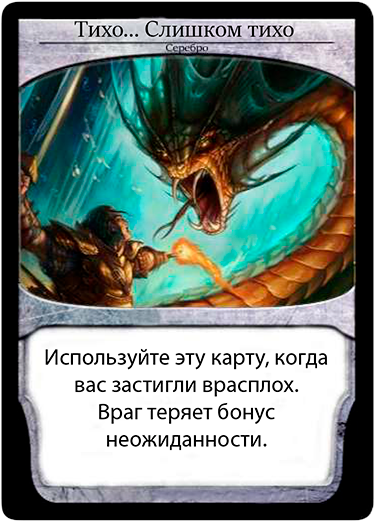 Тихо... Слишком тихо
Серебро
Используйте эту карту, когда
вас застигли врасплох.
Враг теряет бонус
неожиданности.